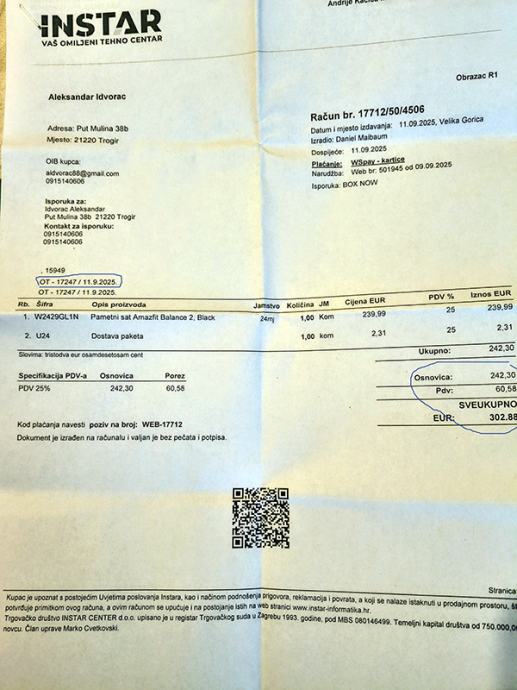 INSTAR
VAŠ OMILJENI TEHNO CENTAR
Andrije
Obrazac R1
Aleksandar Idvorac
Adresa: Put Mulina 38b
Mjesto: 21220 Trogir
OIB kupca:
aidvorac88@gmail.com
0915140606
Račun br. 17712/50/4506
Datum i mjesto izdavanja: 11.09.2025, Velika Gorica
Izradio: Daniel Maibaum
Dospijeće: 11.09.2025
Plaćanje: WSpay - kartice
Narudžba: Web br: 501945 od 09.09.2025
Isporuka: BOX NOW
Isporuka za:
Idvorac Aleksandar
Put Mulina 38b 21220 Trogir
Kontakt za isporuku:
0915140606
0915140606
. 15949
OT - 17247 / 11.9.2025.
OT - 17247 / 11.9.2025.
Rb. Šifra Opis proizvoda Jamstvo Količina JM Cijena EUR PDV % Iznos EUR
1. W2429GL1N Pametni sat Amazfit Balance 2, Black 24mj 1,00 kom 239,99 25 239,99
2. U24 Dostava paketa 1,00 kom 2,31 25 2,31
Slovima: tristodva eur osamdesetosam cent
Ukupno: 242,30
Specifikacija PDV-a Osnovica Porez
PDV 25% 242,30 60,58
Osnovica: 242,30
Pdv: 60,58
SVEUKUPNO
EUR: 302.88
Kod plaćanja navesti poziv na broj: WEB-17712
Dokument je izrađen na računalu i valjan je bez pečata i potpisa.
Stranica
Kupac je upoznat s postojećim Uvjetima poslovanja Instara, kao i načinom podnošenja prigovora, reklamacija i povrata, a koji se nalaze istaknuti u prodajnom prostoru,
potvrđuje primitkom ovog računa, a ovim računom se upućuje i na postojanje istih na web stranici www.instar-informatika.hr.
Trgovačko društvo INSTAR CENTER d.o.o. upisano je u registar Trgovačkog suda u Zagrebu 1993. godine, pod MBS 080146499. Temeljni kapital društva od 750.000,0
novcu. Član uprave Marko Cvetkovski.